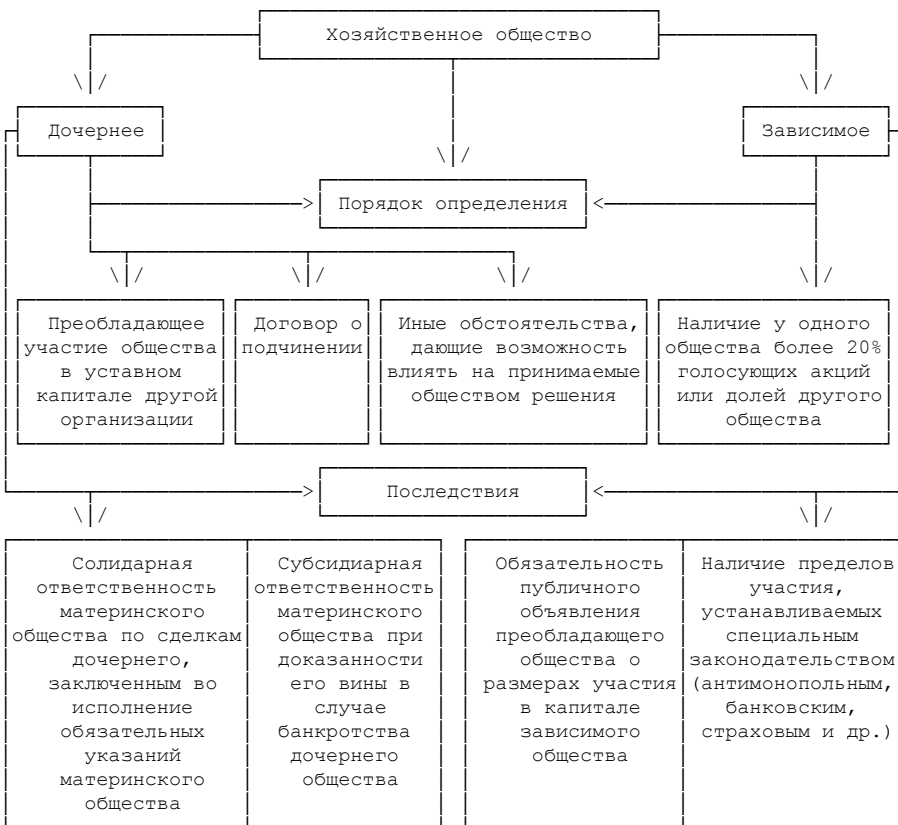 Хозяйственное общество
Дочернее
Зависимое
Порядок определения
Преобладающее
участие общества
в уставном
капитале другой
организации
Договор о
подчинении
Иные обстоятельства,
дающие возможность
влиять на принимаемые
обществом решения
Наличие у одного
общества более 20%
голосующих акций
или долей другого
общества
Последствия
Солидарная
ответственность
материнского
общества по сделкам
дочернего,
заключенным во
исполнение
обязательных
указаний
материнского
общества
Субсидиарная
ответственность
материнского
общества при
доказанности
его вины в
случае
банкротства
дочернего
общества
Обязательность
публичного
объявления
преобладающего
общества о
размерах участия
в капитале
зависимого
общества
Наличие пределов
участия,
устанавливаемых
специальным
законодательством
(антимонопольным,
банковским,
страховым и др.)